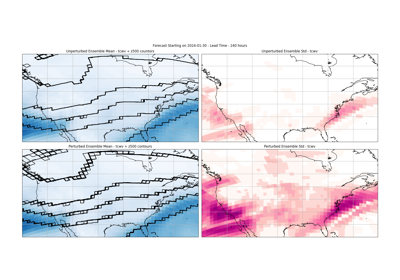 Forecast Starting on 2024-01-30 - Lead Time - 240 hours
Unperturbed Ensemble Mean - tcwv + z500 countors
Unperturbed Ensemble Std - tcwv
Perturbed Ensemble Mean - tcwv + z500 contours
Perturbed Ensemble Std - tcwv